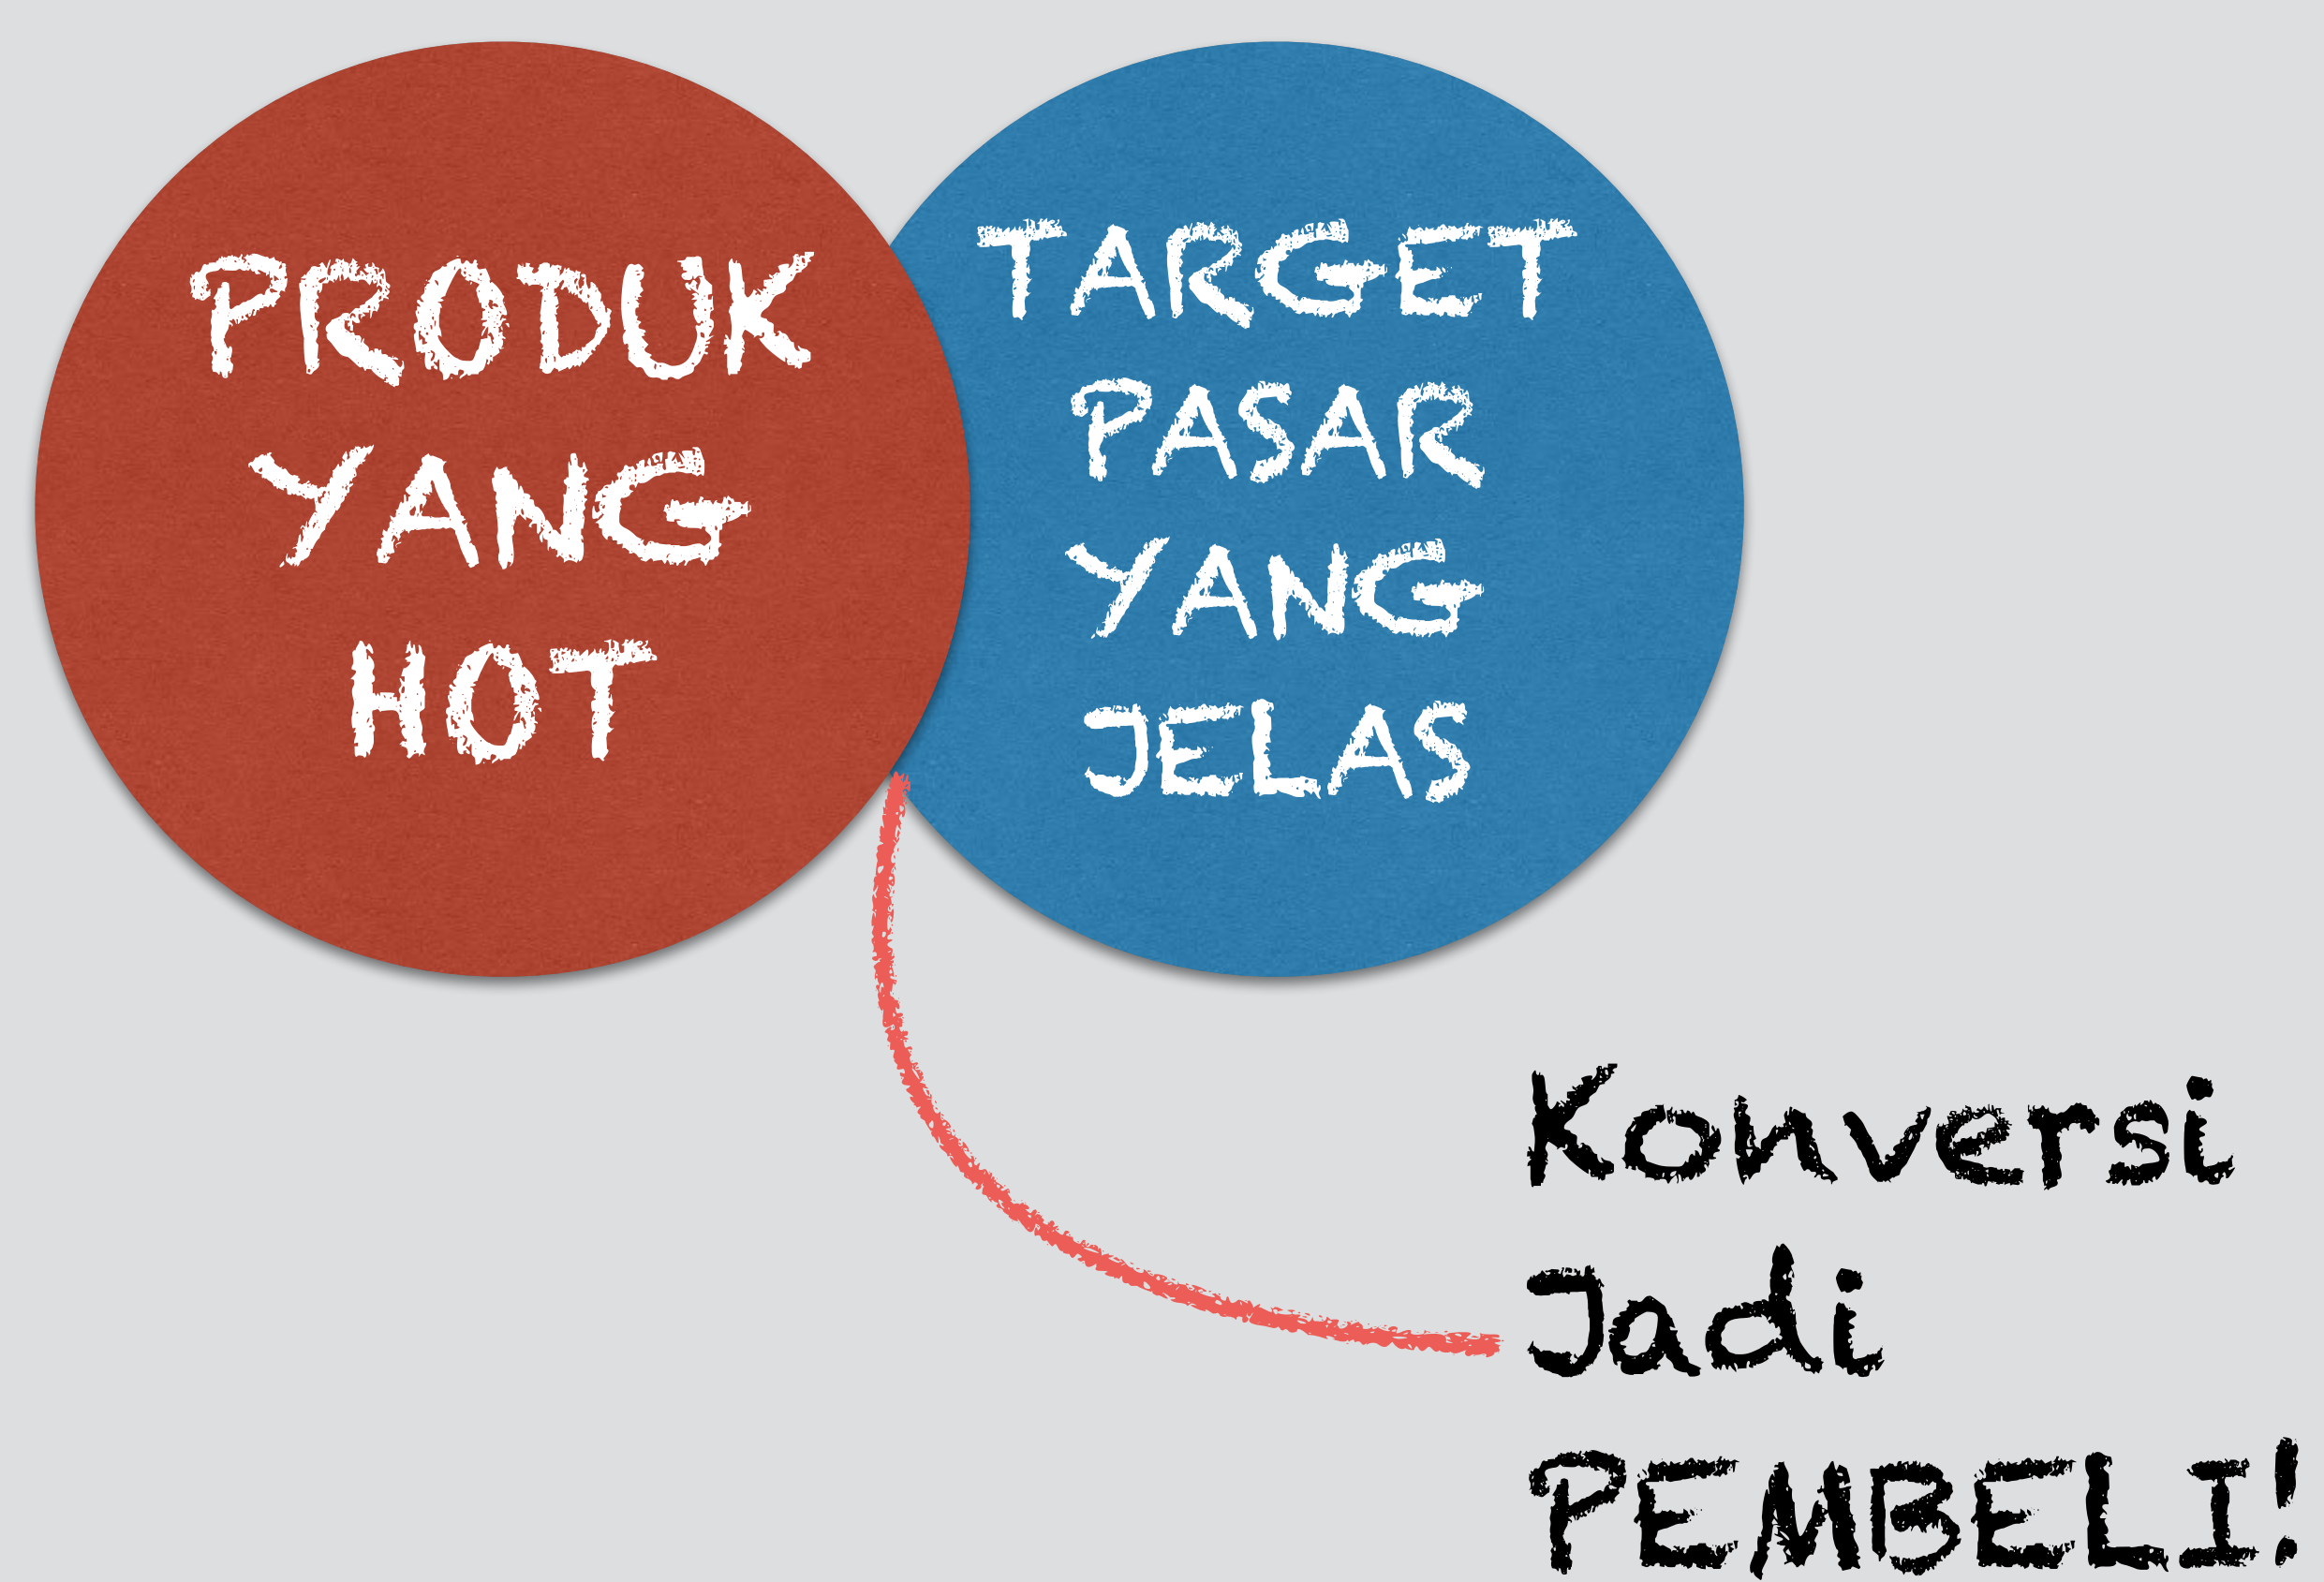 PRODUK
YANG
HOT
TARGET
PASAR
YANG
JELAS
Konversi
Jadi
PEMBELI!